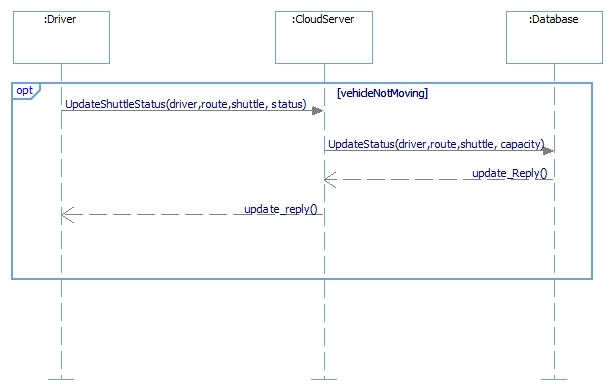 :Driver
:CloudServer
:Database
opt
[vehicleNotMoving]
UpdateShuttleStatus(driver,route,shuttle, status)
UpdateStatus(driver,route,shuttle, capacity)
update_Reply()
update_reply()